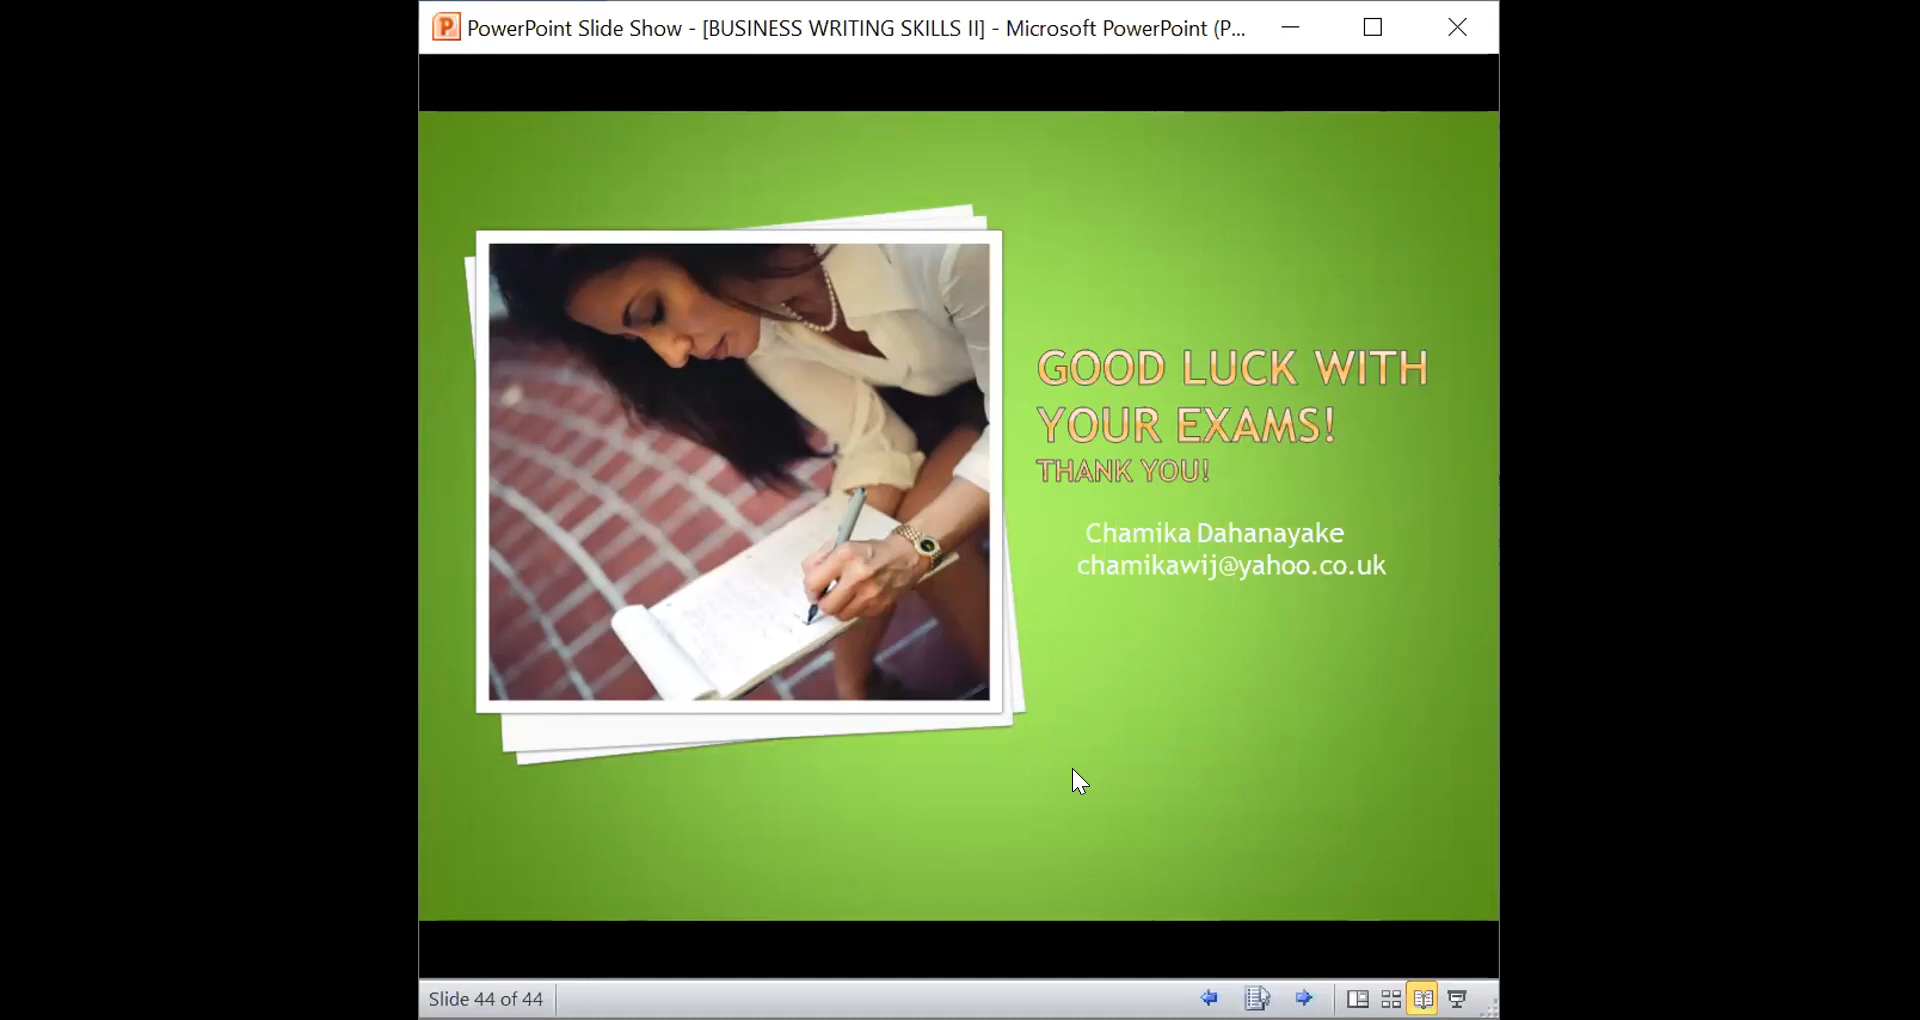 PowerPoint Slide Show - [BUSINESS WRITING SKILLS II] - Microsoft PowerPoint (P...
GOOD LUCK WITH
YOUR EXAMS!
THANK YOU!
Chamika Dahanayake
chamikawij@yahoo.co.uk
Slide 44 of 44